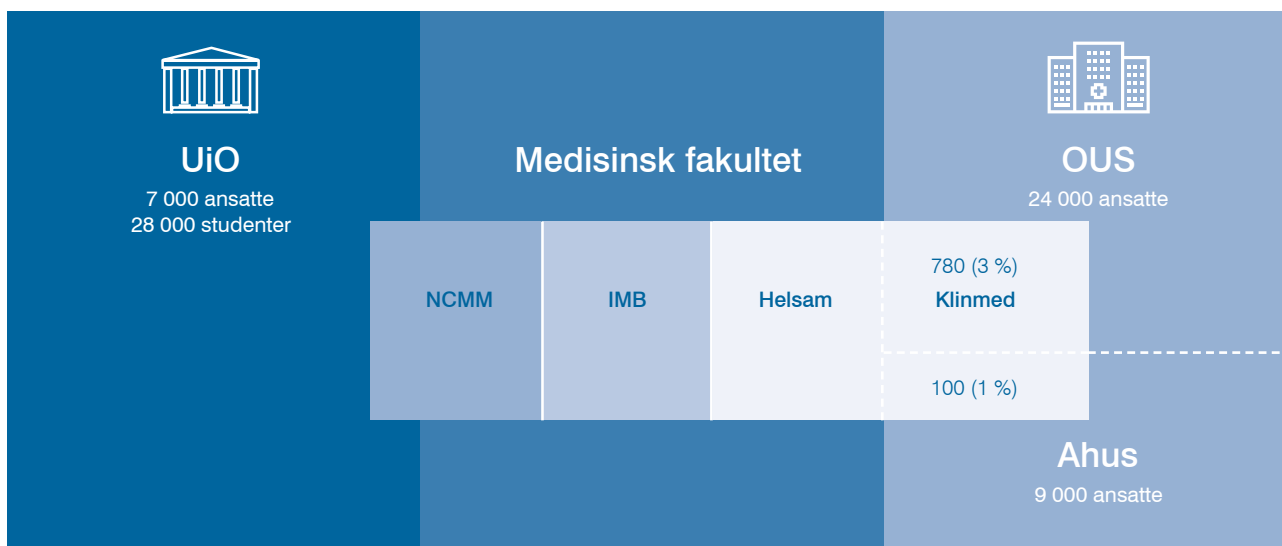 UiO
7 000 ansatte
28 000 studenter
Medisinsk fakultet
OUS
24 000 ansatte
NCMM
IMB
Helsam
780 (3 %)
Klinmed
100 (1 %)
Ahus
9 000 ansatte